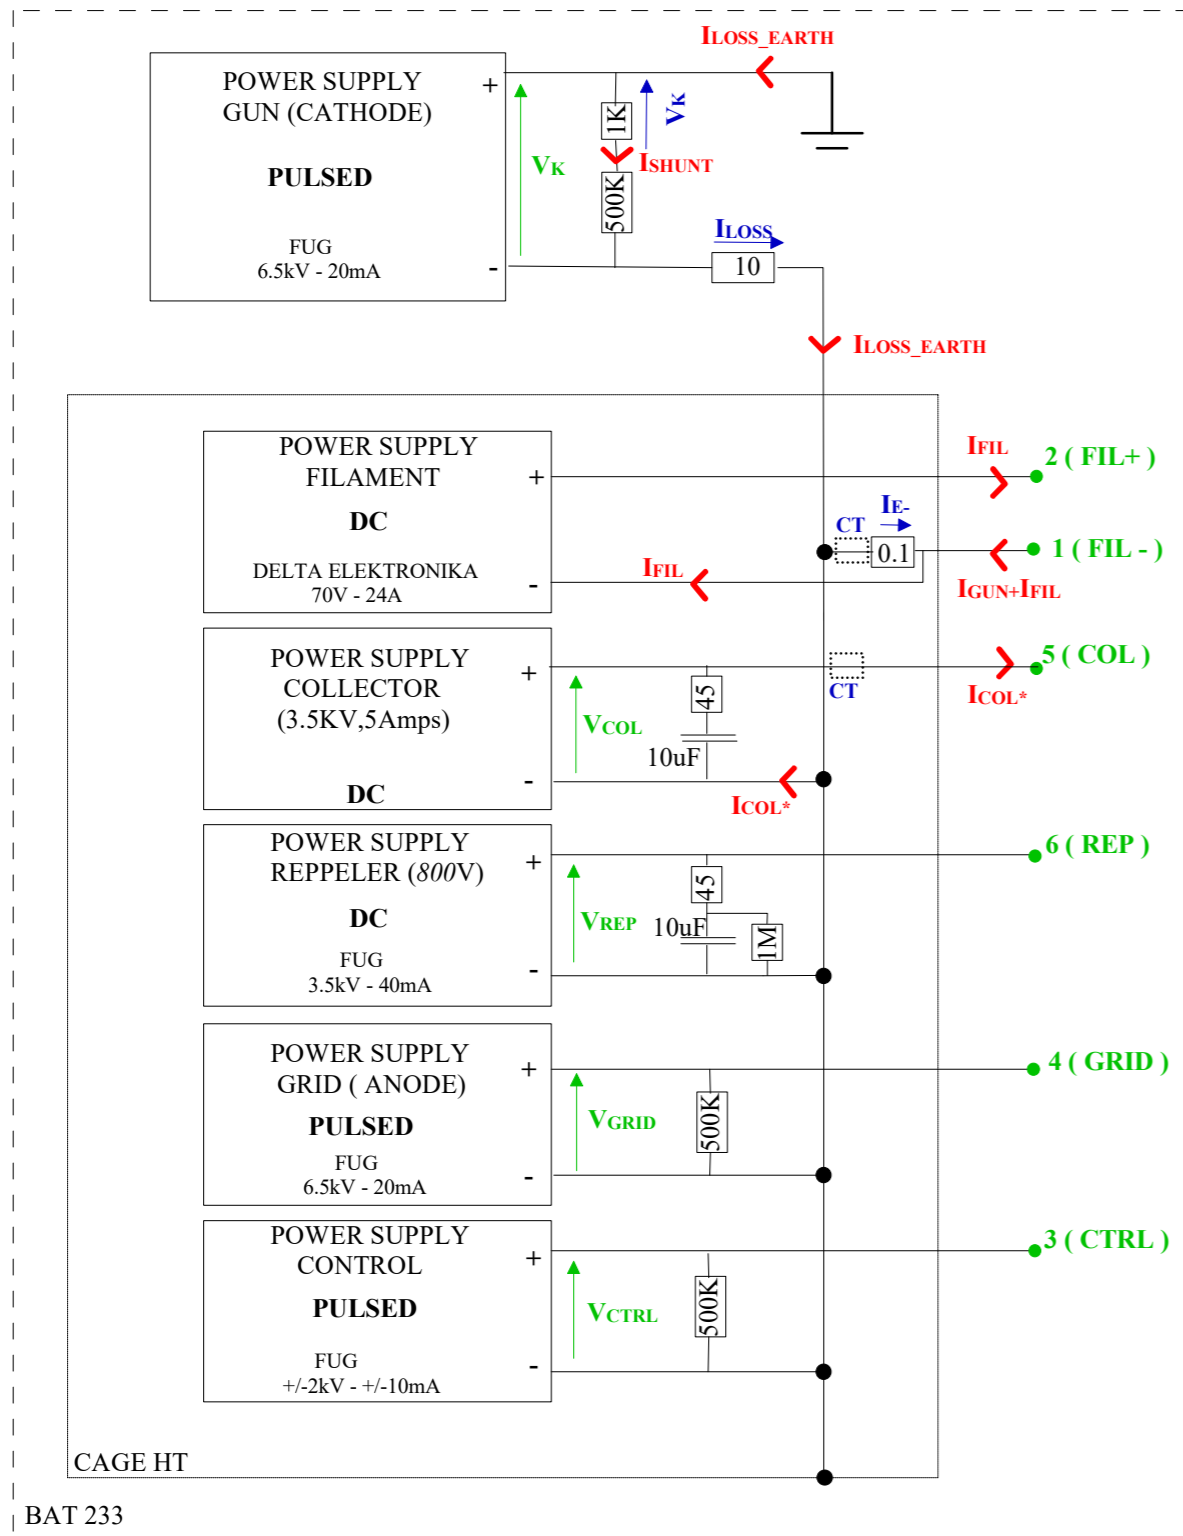 ILOSS_EARTH
POWER SUPPLY
GUN (CATHODE)
PULSED
FUG
6.5kV - 20mA
+
-
VK
1K
VK
ISHUNT
500K
ILOSS
10
ILOSS_EARTH
POWER SUPPLY
FILAMENT
DC
DELTA ELEKTRONIKA
70V - 24A
+
-
IFIL
2 ( FIL+ )
IE-
CT
0.1
1 ( FIL - )
IFIL
IGUN+IFIL
POWER SUPPLY
COLLECTOR
(3.5KV,5Amps)
DC
+
-
VCOL
45
10uF
CT
5 ( COL )
ICOL*
ICOL*
POWER SUPPLY
REPPELER (800V)
DC
FUG
3.5kV - 40mA
+
-
VREP
45
10uF
1M
6 ( REP )
POWER SUPPLY
GRID ( ANODE)
PULSED
FUG
6.5kV - 20mA
+
-
VGRID
500K
4 ( GRID )
POWER SUPPLY
CONTROL
PULSED
FUG
+/-2kV - +/-10mA
+
-
VCTRL
500K
3 ( CTRL )
CAGE HT
BAT 233